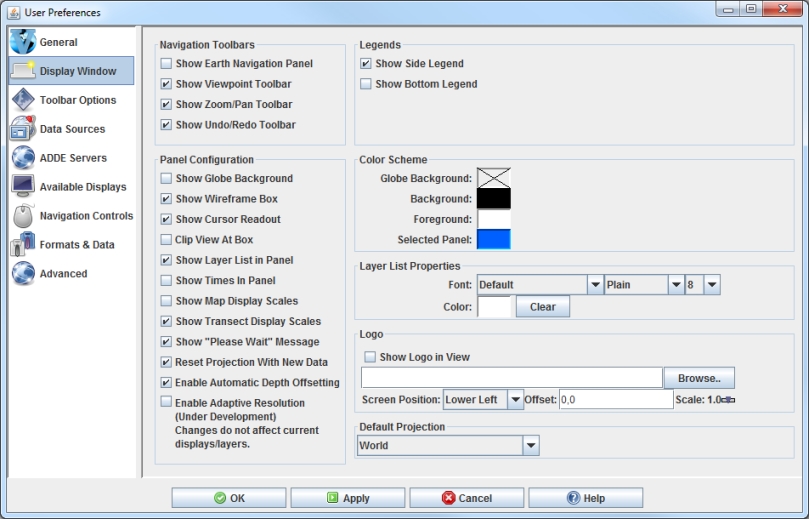 User Preferences
General
Display Window
Toolbar Options
Data Sources
ADDE Servers
Available Displays
Navigation Controls
Formats & Data
Advanced
Navigation Toolbars
Show Earth Navigation Panel
Show Viewpoint Toolbar
Show Zoom/Pan Toolbar
Show Undo/Redo Toolbar
Legends
Show Side Legend
Show Bottom Legend
Panel Configuration
Show Globe Background
Show Wireframe Box
Show Cursor Readout
Clip View At Box
Show Layer List in Panel
Show Times In Panel
Show Map Display Scales
Show Transect Display Scales
Show "Please Wait" Message
Reset Projection With New Data
Enable Automatic Depth Offsetting
Enable Adaptive Resolution
(Under Development)
Changes do not affect current
displays/layers.
Color Scheme
Globe Background:
Background:
Foreground:
Selected Panel:
Layer List Properties
Font: Default Plain 8
Color: Clear
Logo
Show Logo in View
Browse..
Screen Position: Lower Left Offset: 0,0 Scale: 1.0
Default Projection
World
OK Apply Cancel Help